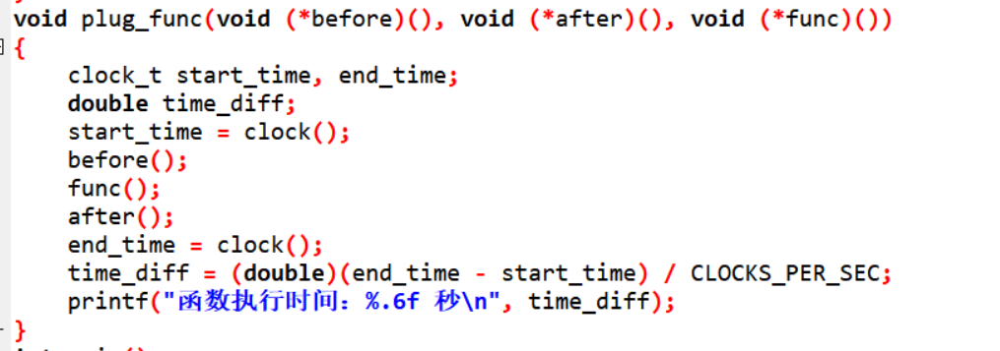 void plug_func(void (*before)(), void (*after)(), void (*func)())
{
    clock_t start_time, end_time;
    double time_diff;
    start_time = clock();
    before();
    func();
    after();
    end_time = clock();
    time_diff = (double)(end_time - start_time) / CLOCKS_PER_SEC;
    printf("函数执行时间：%.6f 秒\n", time_diff);
}